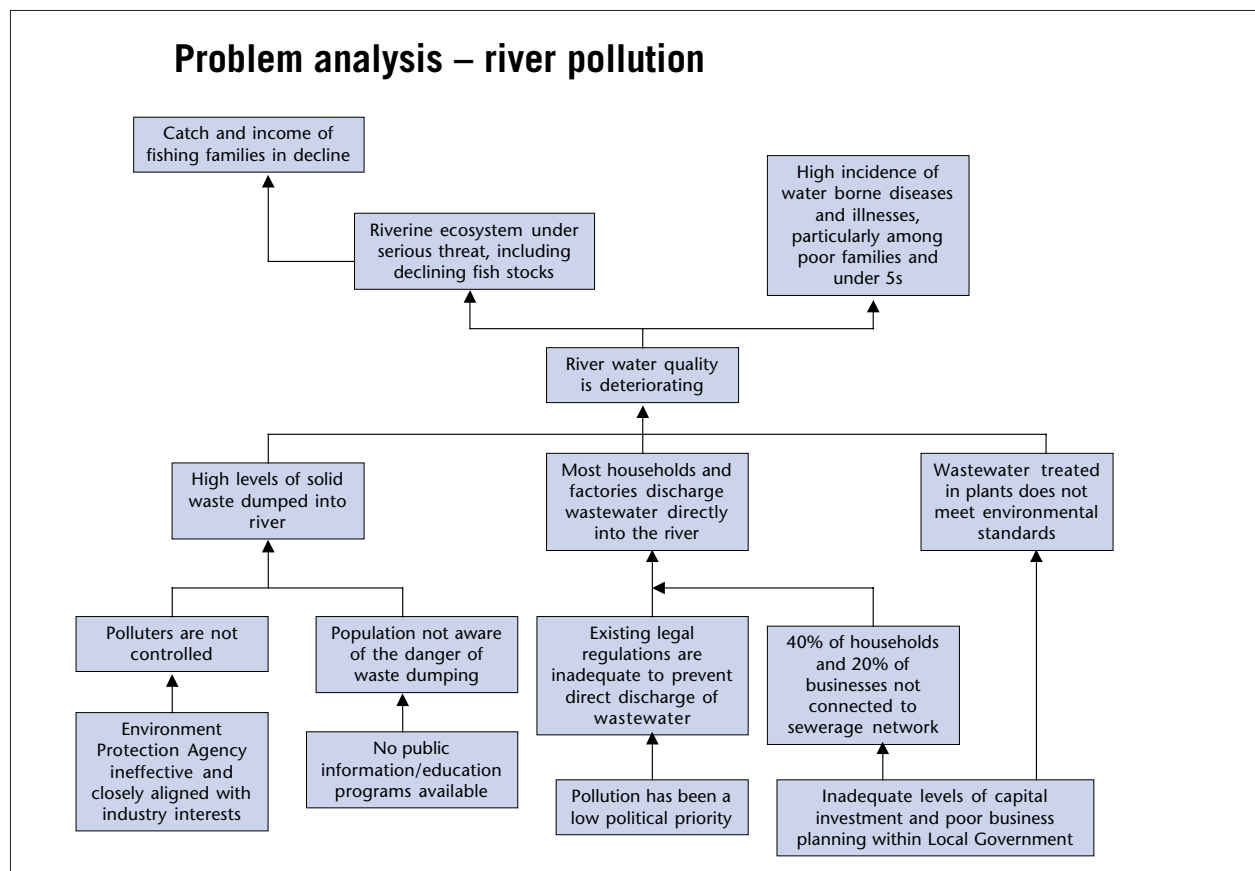 Problem analysis – river pollution
Catch and income of
fishing families in decline
High incidence of
water borne diseases
and illnesses,
particularly among
poor families and
under 5s
Riverine ecosystem under
serious threat, including
declining fish stocks
River water quality
is deteriorating
High levels of solid
waste dumped into
river
Most households and
factories discharge
wastewater directly
into the river
Wastewater treated
in plants does not
meet environmental
standards
Polluters are not
controlled
Population not aware
of the danger of
waste dumping
Existing legal
regulations are
inadequate to prevent
direct discharge of
wastewater
40% of households
and 20% of
businesses not
connected to
sewerage network
Environment
Protection Agency
ineffective and
closely aligned with
industry interests
No public
information/education
programs available
Pollution has been a
low political priority
Inadequate levels of capital
investment and poor business
planning within Local Government